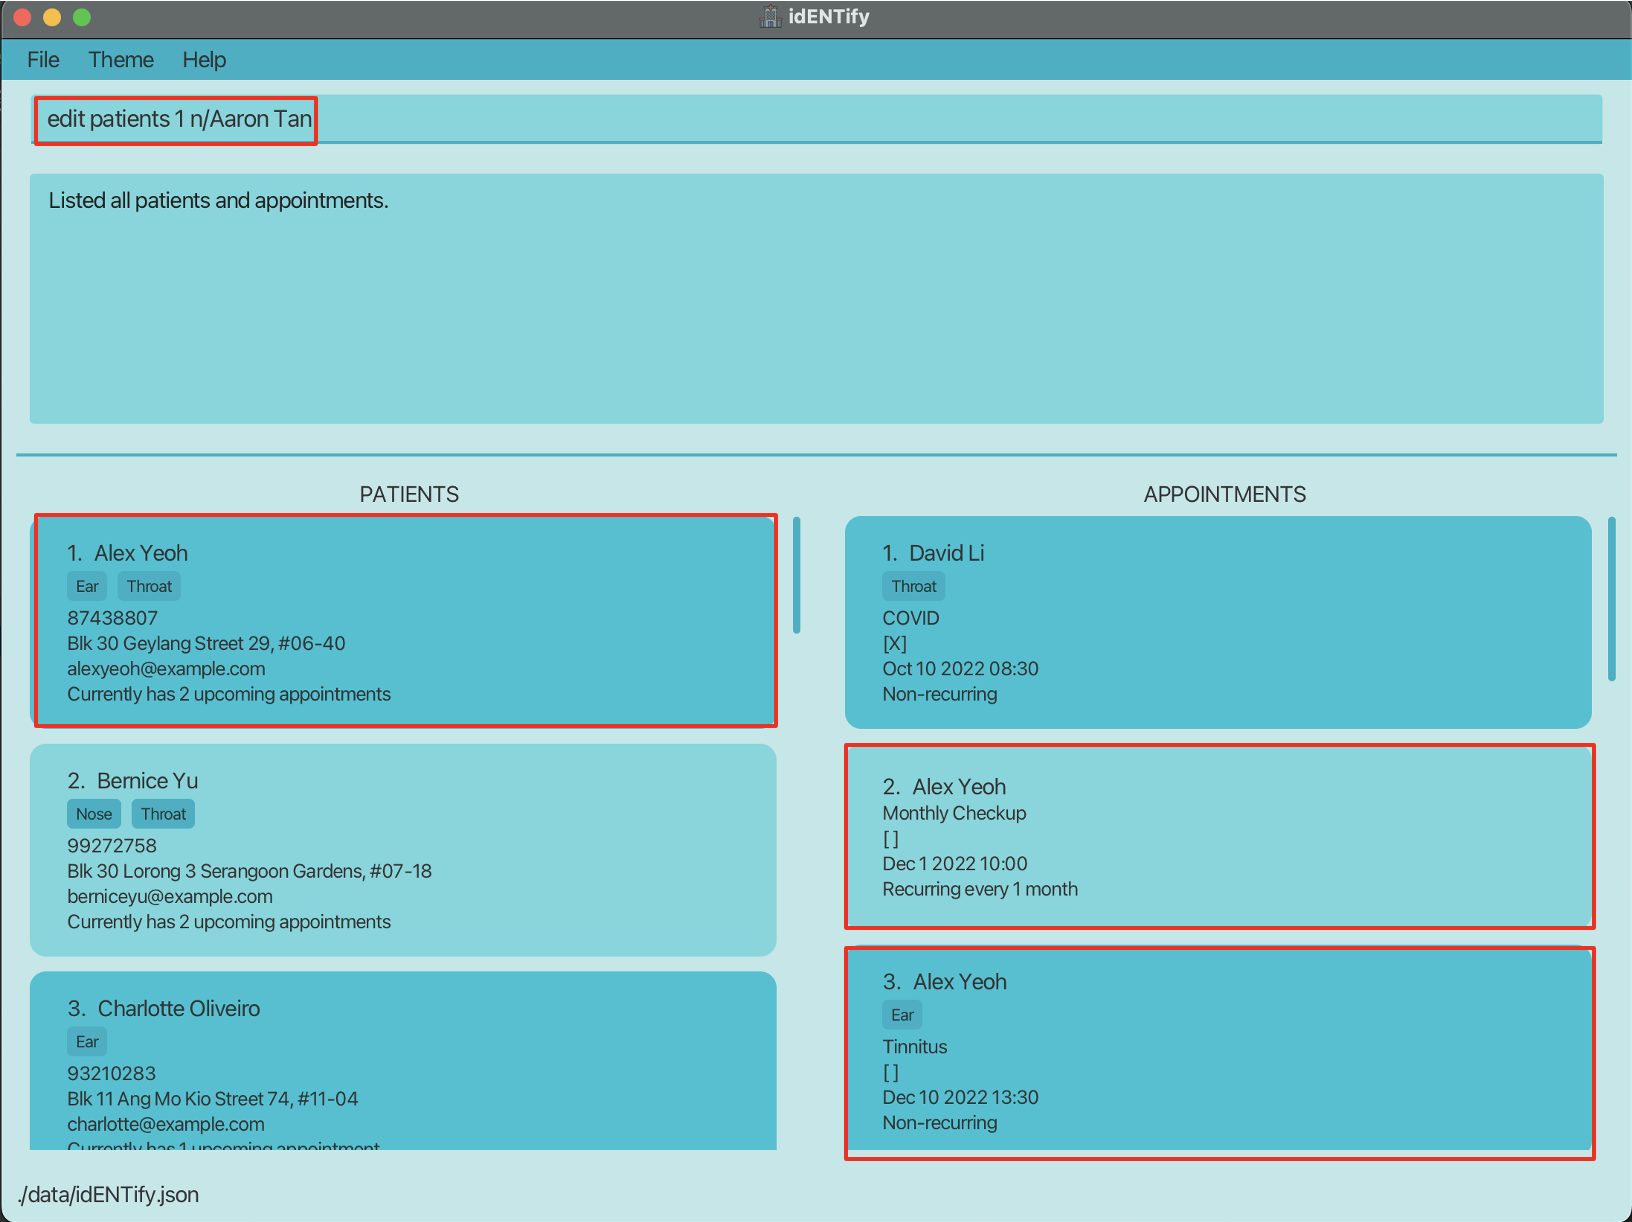 idENTify
File Theme Help
edit patients 1 n/Aaron Tan
Listed all patients and appointments.
PATIENTS
1. Alex Yeoh
Ear Throat
87438807
Blk 30 Geylang Street 29, #06-40
alexyeoh@example.com
Currently has 2 upcoming appointments
2. Bernice Yu
Nose Throat
99272758
Blk 30 Lorong 3 Serangoon Gardens, #07-18
berniceyu@example.com
Currently has 2 upcoming appointments
3. Charlotte Oliveiro
Ear
93210283
Blk 11 Ang Mo Kio Street 74, #11-04
charlotte@example.com
Currently has 1 upcoming appointment
APPOINTMENTS
1. David Li
Throat
COVID
[X]
Oct 10 2022 08:30
Non-recurring
2. Alex Yeoh
Monthly Checkup
[ ]
Dec 1 2022 10:00
Recurring every 1 month
3. Alex Yeoh
Ear
Tinnitus
[ ]
Dec 10 2022 13:30
Non-recurring
./data/idENTify.json